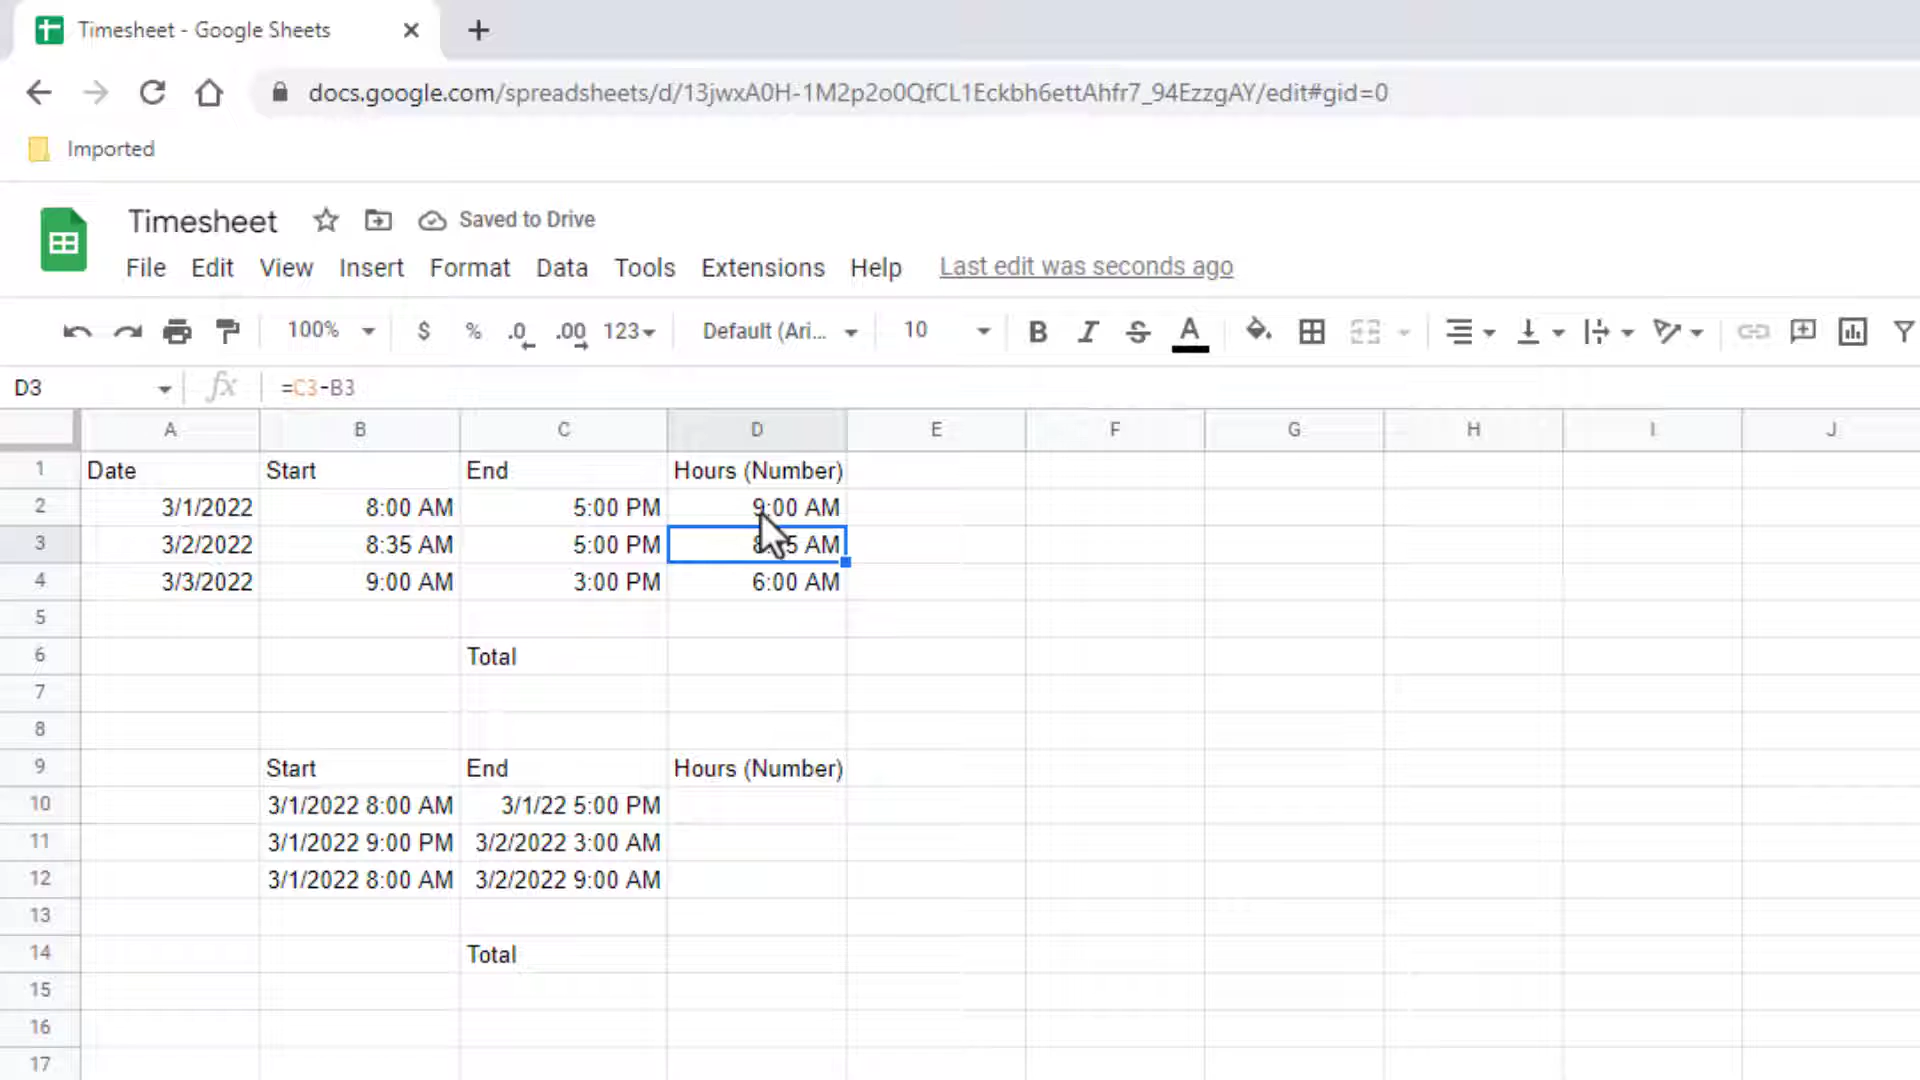 Timesheet - Google Sheets
docs.google.com/spreadsheets/d/13jwxA0H-1M2p2o0QfCL1Eckbh6ettAhfr7_94EzzgAY/edit#gid=0
Imported
Timesheet Saved to Drive
File Edit View Insert Format Data Tools Extensions Help Last edit was seconds ago
100% $ % .0 .00 123 Default (Ari... 10 B I S A
D3 fx =C3-B3
A B C D E F G H I J
1 Date Start End Hours (Number)
2 3/1/2022 8:00 AM 5:00 PM 9:00 AM
3 3/2/2022 8:35 AM 5:00 PM AM
4 3/3/2022 9:00 AM 3:00 PM 6:00 AM
5
6 Total
7
8
9 Start End Hours (Number)
10 3/1/2022 8:00 AM 3/1/22 5:00 PM
11 3/1/2022 9:00 PM 3/2/2022 3:00 AM
12 3/1/2022 8:00 AM 3/2/2022 9:00 AM
13
14 Total
15
16
17